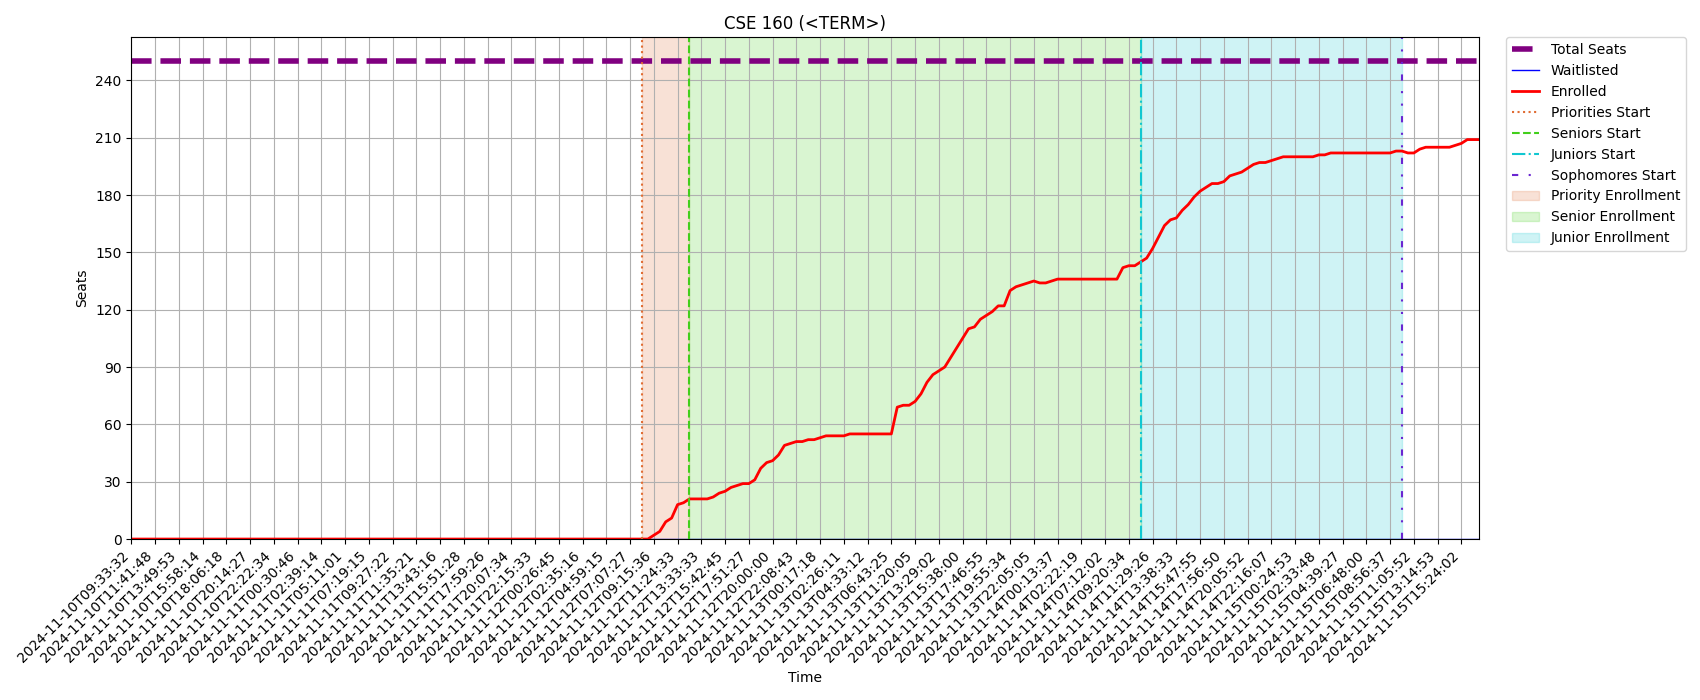 CSE 160 (<TERM>)
Seats
240
210
180
150
120
90
60
30
0
2024-11-10T09:33:32
2024-11-10T11:41:48
2024-11-10T13:49:53
2024-11-10T15:58:14
2024-11-10T18:06:18
2024-11-10T20:14:27
2024-11-10T22:22:34
2024-11-11T00:30:46
2024-11-11T02:39:14
2024-11-11T05:11:01
2024-11-11T07:19:15
2024-11-11T09:27:22
2024-11-11T11:35:21
2024-11-11T13:43:16
2024-11-11T15:51:28
2024-11-11T17:59:26
2024-11-11T20:07:34
2024-11-11T22:15:33
2024-11-12T00:26:45
2024-11-12T02:35:16
2024-11-12T04:59:15
2024-11-12T07:07:27
2024-11-12T09:15:36
2024-11-12T11:24:33
2024-11-12T13:33:33
2024-11-12T15:42:45
2024-11-12T17:51:27
2024-11-12T20:00:00
2024-11-12T22:08:43
2024-11-13T00:17:18
2024-11-13T02:26:11
2024-11-13T04:33:12
2024-11-13T06:43:25
2024-11-13T11:20:05
2024-11-13T13:29:02
2024-11-13T15:38:00
2024-11-13T17:46:55
2024-11-13T19:55:34
2024-11-13T22:05:05
2024-11-14T00:13:37
2024-11-14T02:22:19
2024-11-14T07:12:02
2024-11-14T09:20:34
2024-11-14T11:29:26
2024-11-14T13:38:33
2024-11-14T15:47:55
2024-11-14T17:56:50
2024-11-14T20:05:52
2024-11-14T22:16:07
2024-11-15T00:24:53
2024-11-15T02:33:48
2024-11-15T04:39:27
2024-11-15T06:48:00
2024-11-15T08:56:37
2024-11-15T11:05:52
2024-11-15T13:14:53
2024-11-15T15:24:02
Time
Total Seats
Waitlisted
Enrolled
Priorities Start
Seniors Start
Juniors Start
Sophomores Start
Priority Enrollment
Senior Enrollment
Junior Enrollment